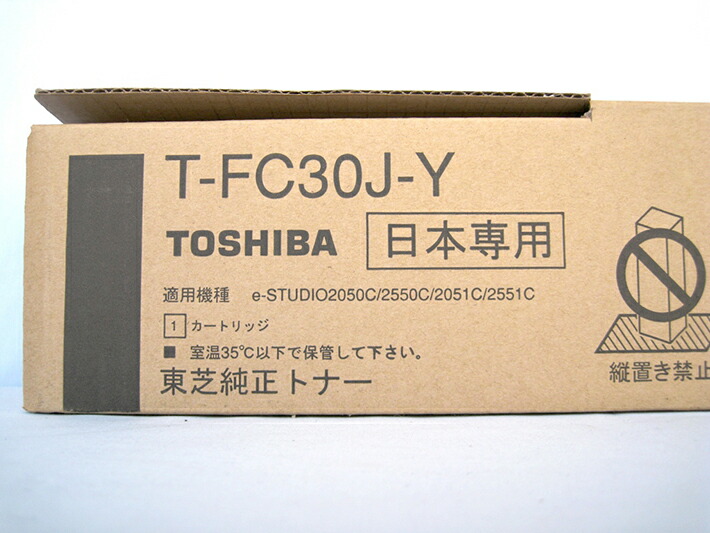 T-FC30J-Y
TOSHIBA 日本専用
適用機種 e-STUDIO2050C/2550C/2051C/2551C
1 カートリッジ
■ 室温35℃以下で保管して下さい。
東芝純正トナー
縦置き禁止